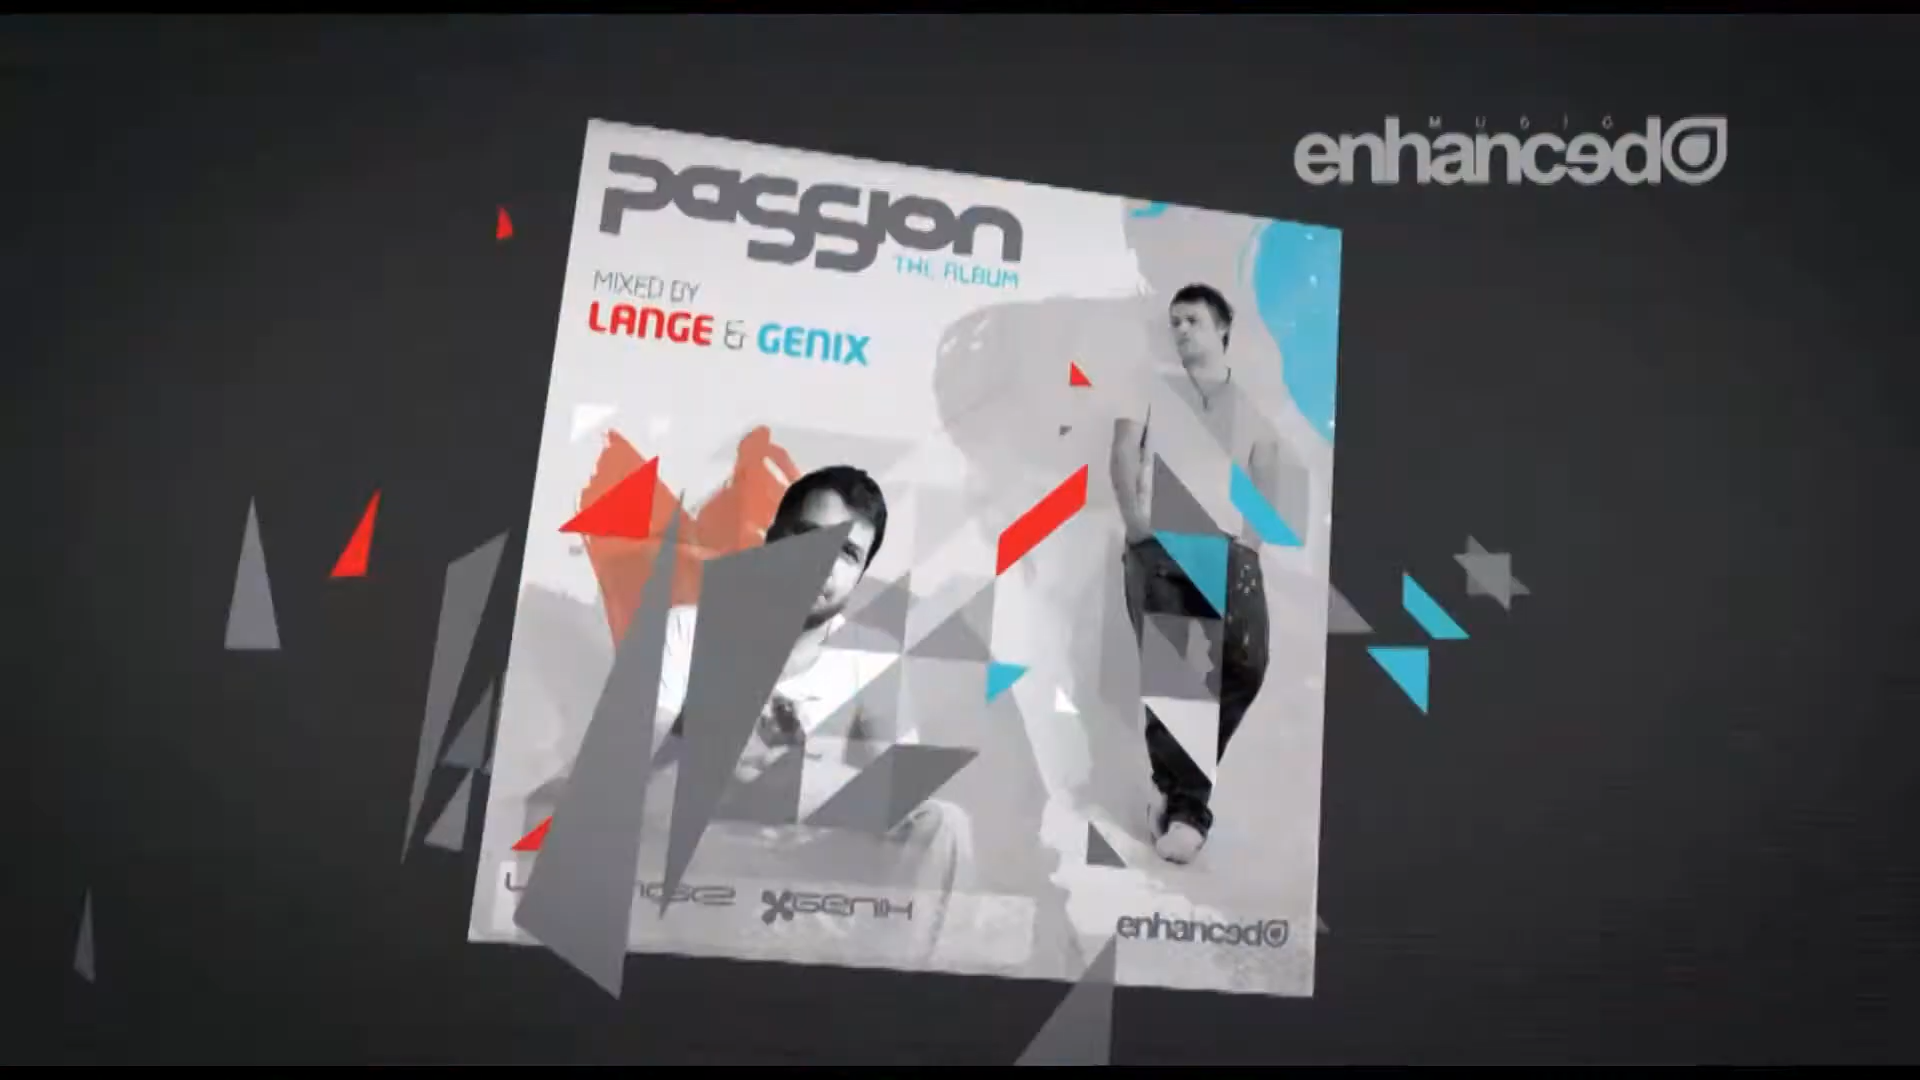 MUSIC
enhanced
passion
THE ALBUM
MIXED BY
LANGE & GENIX
GENIX
enhanced